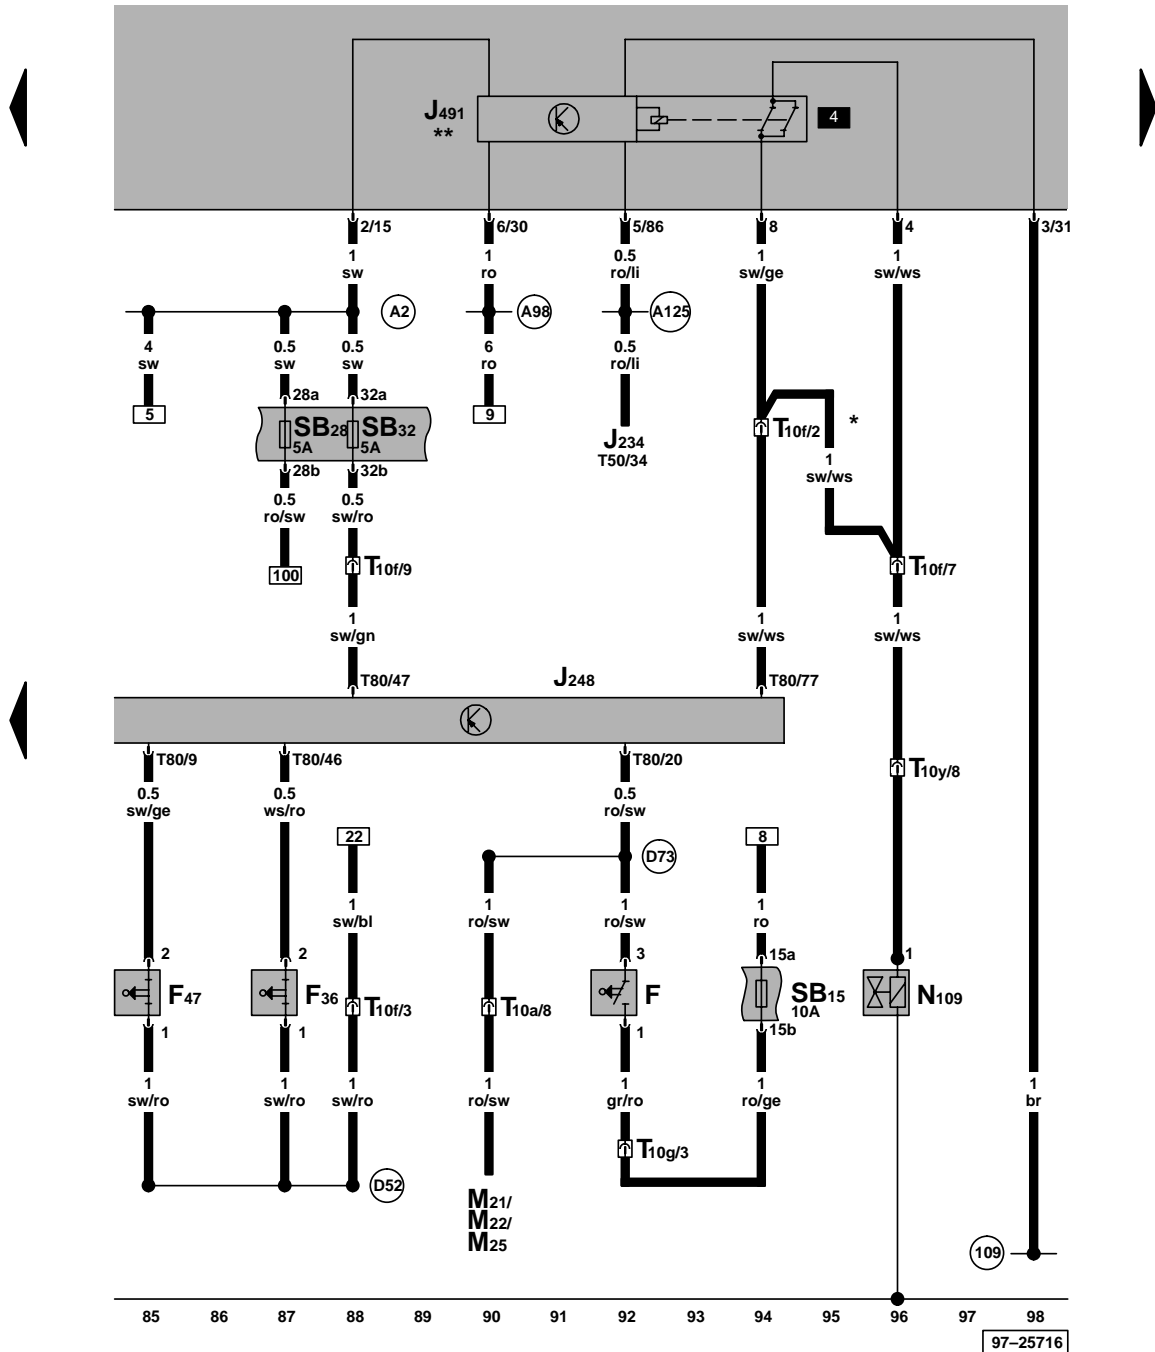 J491
**
4
2/15
6/30
5/86
8
4
3/31
1
sw
1
ro
0.5
ro/li
1
sw/ge
1
sw/ws
A2
A98
A125
4
sw
0.5
sw
0.5
sw
6
ro
0.5
ro/li
5
28a
32a
9
J234
T50/34
T10f/2
*
SB28
5A
SB32
5A
28b
32b
1
sw/ws
0.5
ro/sw
0.5
sw/ro
100
T10f/9
T10f/7
1
sw/gn
1
sw/ws
1
sw/ws
T80/47
J248
T80/77
T80/9
T80/46
T80/20
T10y/8
0.5
sw/ge
0.5
ws/ro
0.5
ro/sw
22
8
D73
1
sw/bl
1
ro/sw
1
ro/sw
1
ro
2
2
3
15a
1
F47
F36
T10f/3
T10a/8
F
SB15
10A
N109
1
1
1
15b
1
sw/ro
1
sw/ro
1
sw/ro
1
ro/sw
1
gr/ro
1
ro/ge
1
br
T10g/3
D52
M21/
M22/
M25
109
85 86 87 88 89 90 91 92 93 94 95 96 97 98
97–25716